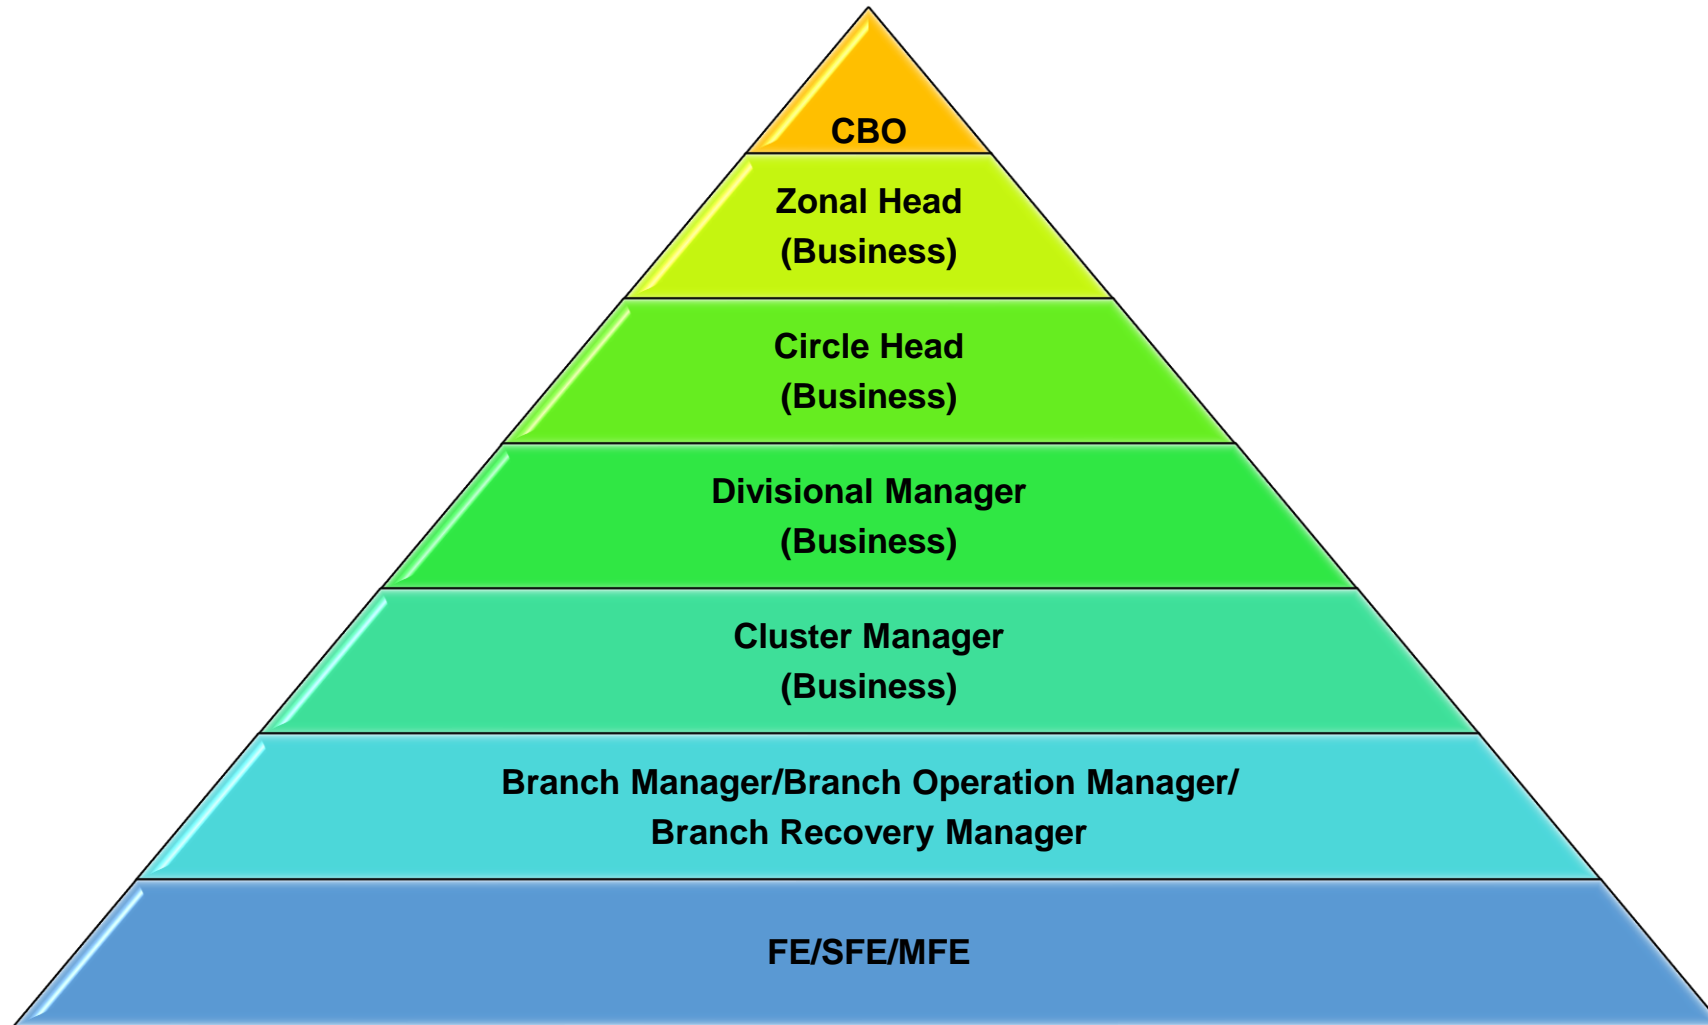 CBO
Zonal Head
(Business)
Circle Head
(Business)
Divisional Manager
(Business)
Cluster Manager
(Business)
Branch Manager/Branch Operation Manager/
Branch Recovery Manager
FE/SFE/MFE